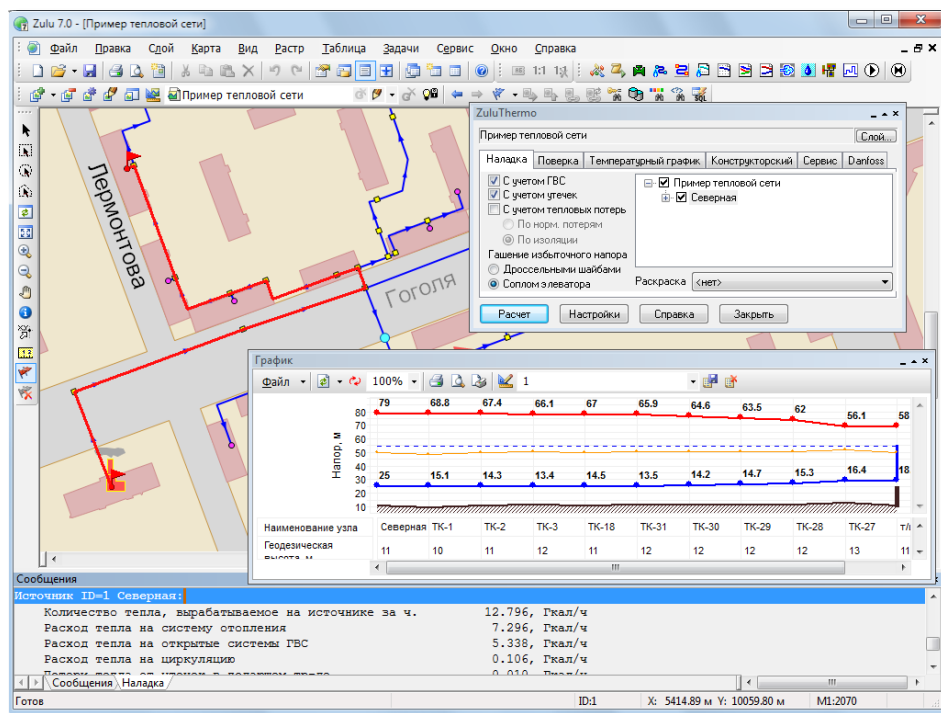 Zulu 7.0 - [Пример тепловой сети]
Файл Правка Слой Карта Вид Растр Таблица Задачи Сервис Окно Справка
1:1
Пример тепловой сети
SQL
Лермонтова
Гоголя
ZuluThermo
Пример тепловой сети Слой...
Наладка Поверка Температурный график Конструкторский Сервис Danfoss
С учетом ГВС
С учетом утечек
С учетом тепловых потерь
По норм. потерям
По изоляции
Гашение избыточного напора
Дроссельными шайбами
Соплом элеватора
Пример тепловой сети
Северная
Раскраска <нет>
Расчет Настройки Справка Закрыть
График
Файл 100% 1
Напор, м
80
70
60
50
40
30
20
10
79 68.8 67.4 66.1 67 65.9 64.6 63.5 62 56.1 58
25 15.1 14.3 13.4 14.5 13.5 14.2 14.7 15.3 16.4 18
Наименование узла Северная ТК-1 ТК-2 ТК-3 ТК-18 ТК-31 ТК-30 ТК-29 ТК-28 ТК-27
Геодезическая
высота, м
11 10 11 12 11 12 12 12 12 13 11
Сообщения
Источник ID=1 Северная:
Количество тепла, вырабатываемое на источнике за ч. 12.796, Гкал/ч
Расход тепла на систему отопления 7.296, Гкал/ч
Расход тепла на открытые системы ГВС 5.338, Гкал/ч
Расход тепла на циркуляцию 0.106, Гкал/ч
Сообщения Наладка
Готов ID:1 X: 5414.89 м Y: 10059.80 м М1:2070